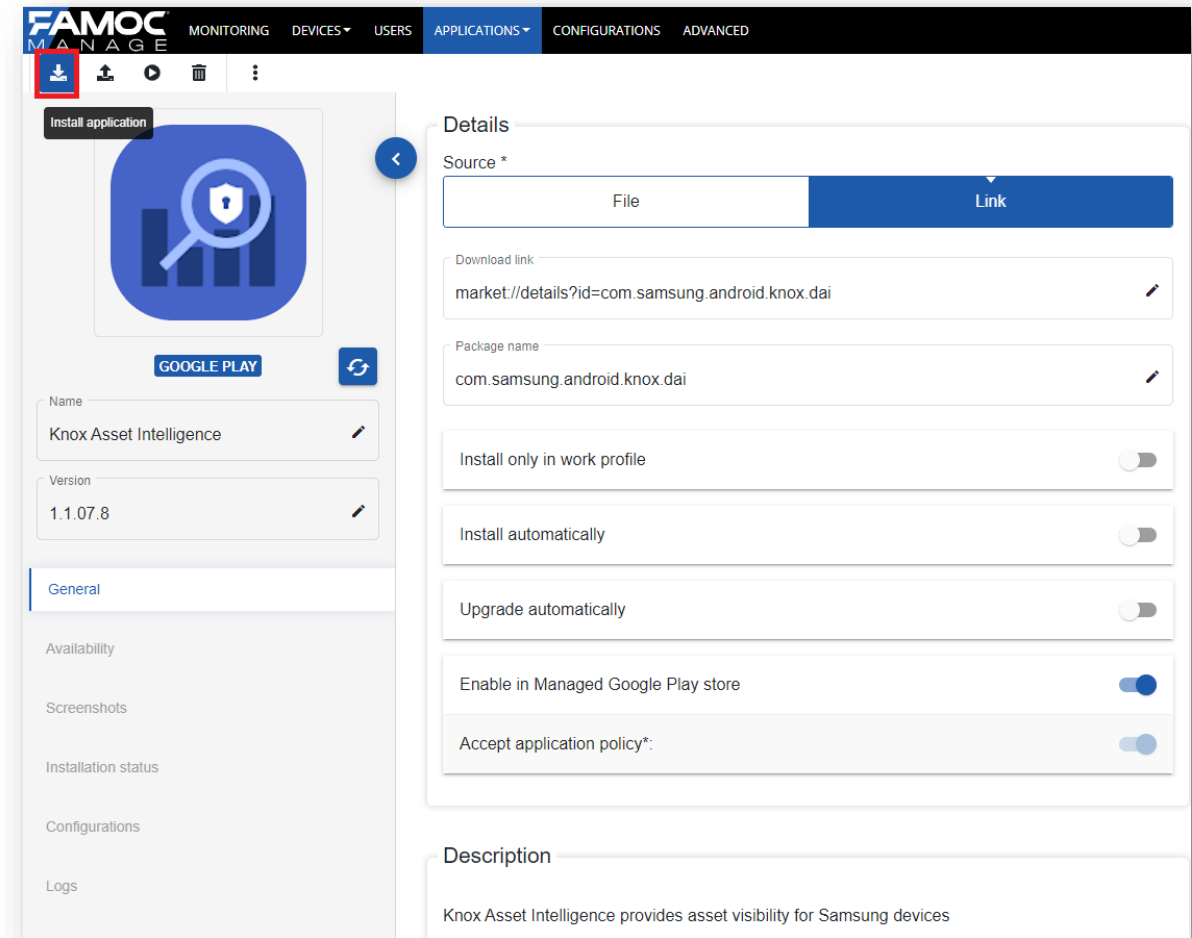 FAMOC
MANAGE
MONITORING DEVICES USERS APPLICATIONS CONFIGURATIONS ADVANCED
Install application
GOOGLE PLAY
Name
Knox Asset Intelligence
Version
1.1.07.8
General
Availability
Screenshots
Installation status
Configurations
Logs
Details
Source *
File Link
Download link
market://details?id=com.samsung.android.knox.dai
Package name
com.samsung.android.knox.dai
Install only in work profile
Install automatically
Upgrade automatically
Enable in Managed Google Play store
Accept application policy*:
Description
Knox Asset Intelligence provides asset visibility for Samsung devices